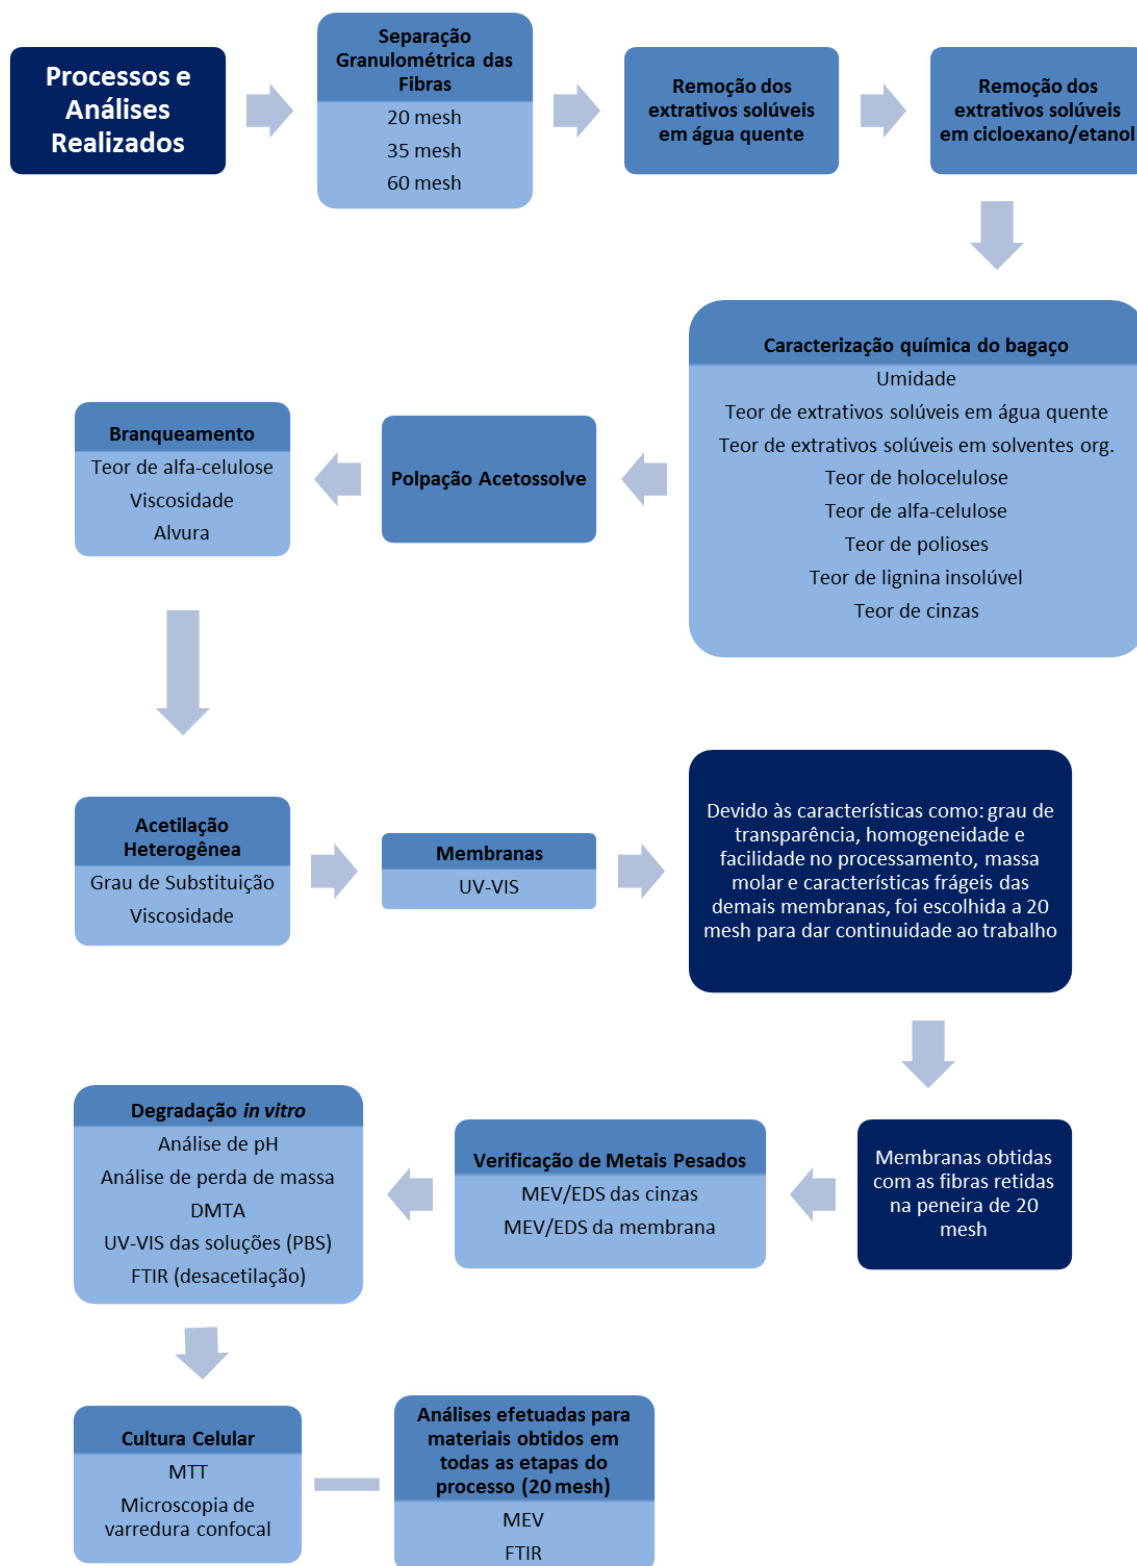 Processos e
Análises
Realizados
Separação
Granulométrica das
Fibras
20 mesh
35 mesh
60 mesh
Remoção dos
extrativos solúveis
em água quente
Remoção dos
extrativos solúveis
em cicloexano/etanol
Caracterização química do bagaço
Umidade
Teor de extrativos solúveis em água quente
Teor de extrativos solúveis em solventes org.
Teor de holocelulose
Teor de alfa-celulose
Teor de polioses
Teor de lignina insolúvel
Teor de cinzas
Polpação Acetossolve
Branqueamento
Teor de alfa-celulose
Viscosidade
Alvura
Acetilação
Heterogênea
Grau de Substituição
Viscosidade
Membranas
UV-VIS
Devido às características como: grau de
transparência, homogeneidade e
facilidade no processamento, massa
molar e características frágeis das
demais membranas, foi escolhida a 20
mesh para dar continuidade ao trabalho
Membranas obtidas
com as fibras retidas
na peneira de 20
mesh
Verificação de Metais Pesados
MEV/EDS das cinzas
MEV/EDS da membrana
Degradação in vitro
Análise de pH
Análise de perda de massa
DMTA
UV-VIS das soluções (PBS)
FTIR (desacetilação)
Cultura Celular
MTT
Microscopia de
varredura confocal
Análises efetuadas para
materiais obtidos em
todas as etapas do
processo (20 mesh)
MEV
FTIR